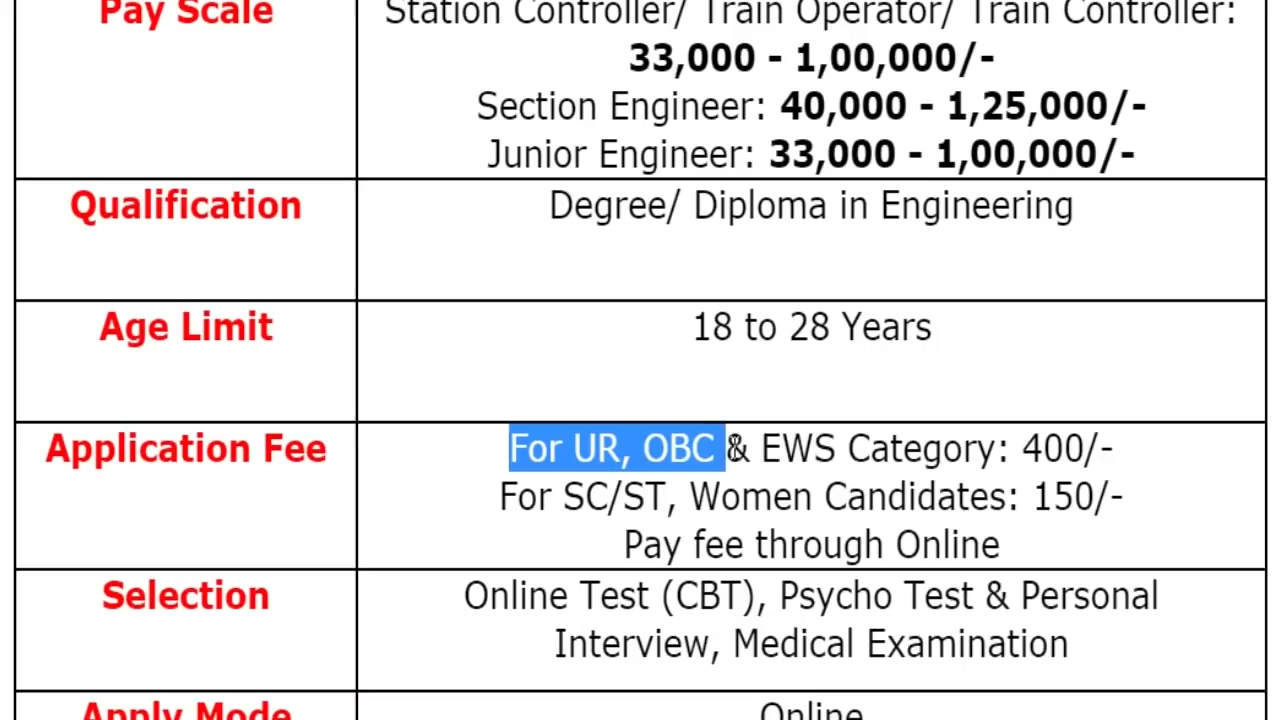 Pay Scale
Station Controller/ Train Operator/ Train Controller:
33,000 - 1,00,000/-
Section Engineer: 40,000 - 1,25,000/-
Junior Engineer: 33,000 - 1,00,000/-
Qualification
Degree/ Diploma in Engineering
Age Limit
18 to 28 Years
Application Fee
For UR, OBC & EWS Category: 400/-
For SC/ST, Women Candidates: 150/-
Pay fee through Online
Selection
Online Test (CBT), Psycho Test & Personal
Interview, Medical Examination
Apply Mode
Online